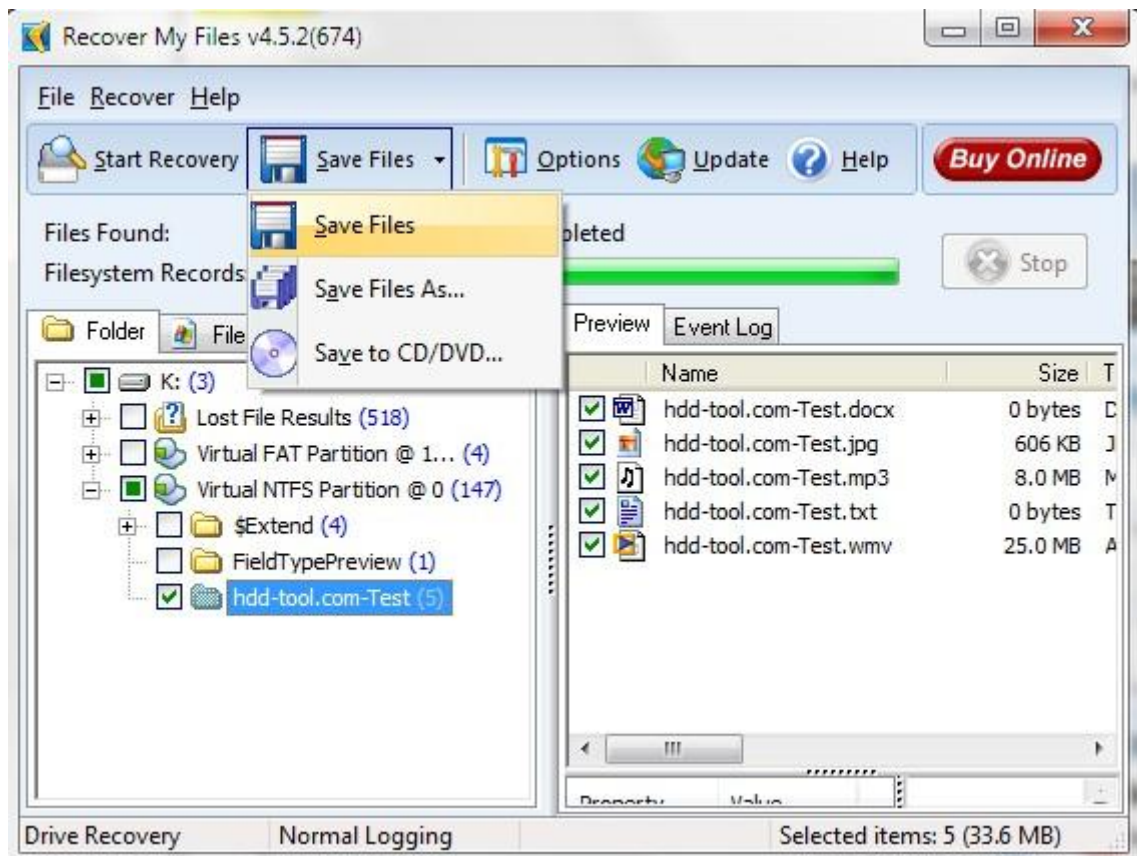 Recover My Files v4.5.2(674)
File Recover Help
Start Recovery Save Files Options Update Help Buy Online
Save Files
Files Found:
Filesystem Records
Stop
Save Files As...
Save to CD/DVD...
Folder File
Preview Event Log
Name Size T
K: (3)
Lost File Results (518)
Virtual FAT Partition @ 1... (4)
Virtual NTFS Partition @ 0 (147)
$Extend (4)
FieldTypePreview (1)
hdd-tool.com-Test (5)
hdd-tool.com-Test.docx 0 bytes D
hdd-tool.com-Test.jpg 606 KB J
hdd-tool.com-Test.mp3 8.0 MB M
hdd-tool.com-Test.txt 0 bytes T
hdd-tool.com-Test.wmv 25.0 MB A
Property Value
Drive Recovery Normal Logging Selected items: 5 (33.6 MB)